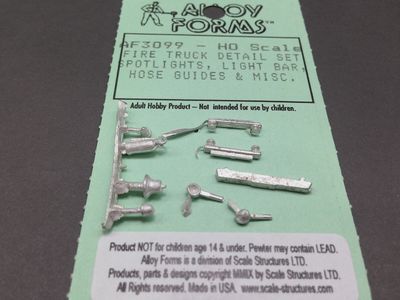 ALLOY
FORMS™
AF3099 - HO Scale
FIRE TRUCK DETAIL SET
SPOTLIGHTS, LIGHT BAR,
HOSE GUIDES & MISC.
Adult Hobby Product – Not intended for use by children.
Product NOT for children age 14 & under. Pewter may contain LEAD.
Alloy Forms is a division of Scale Structures LTD.
Products, parts & designs copyright MMIX by Scale Structures LTD.
All Rights Reserved. Made in USA. www.scale-structures.com